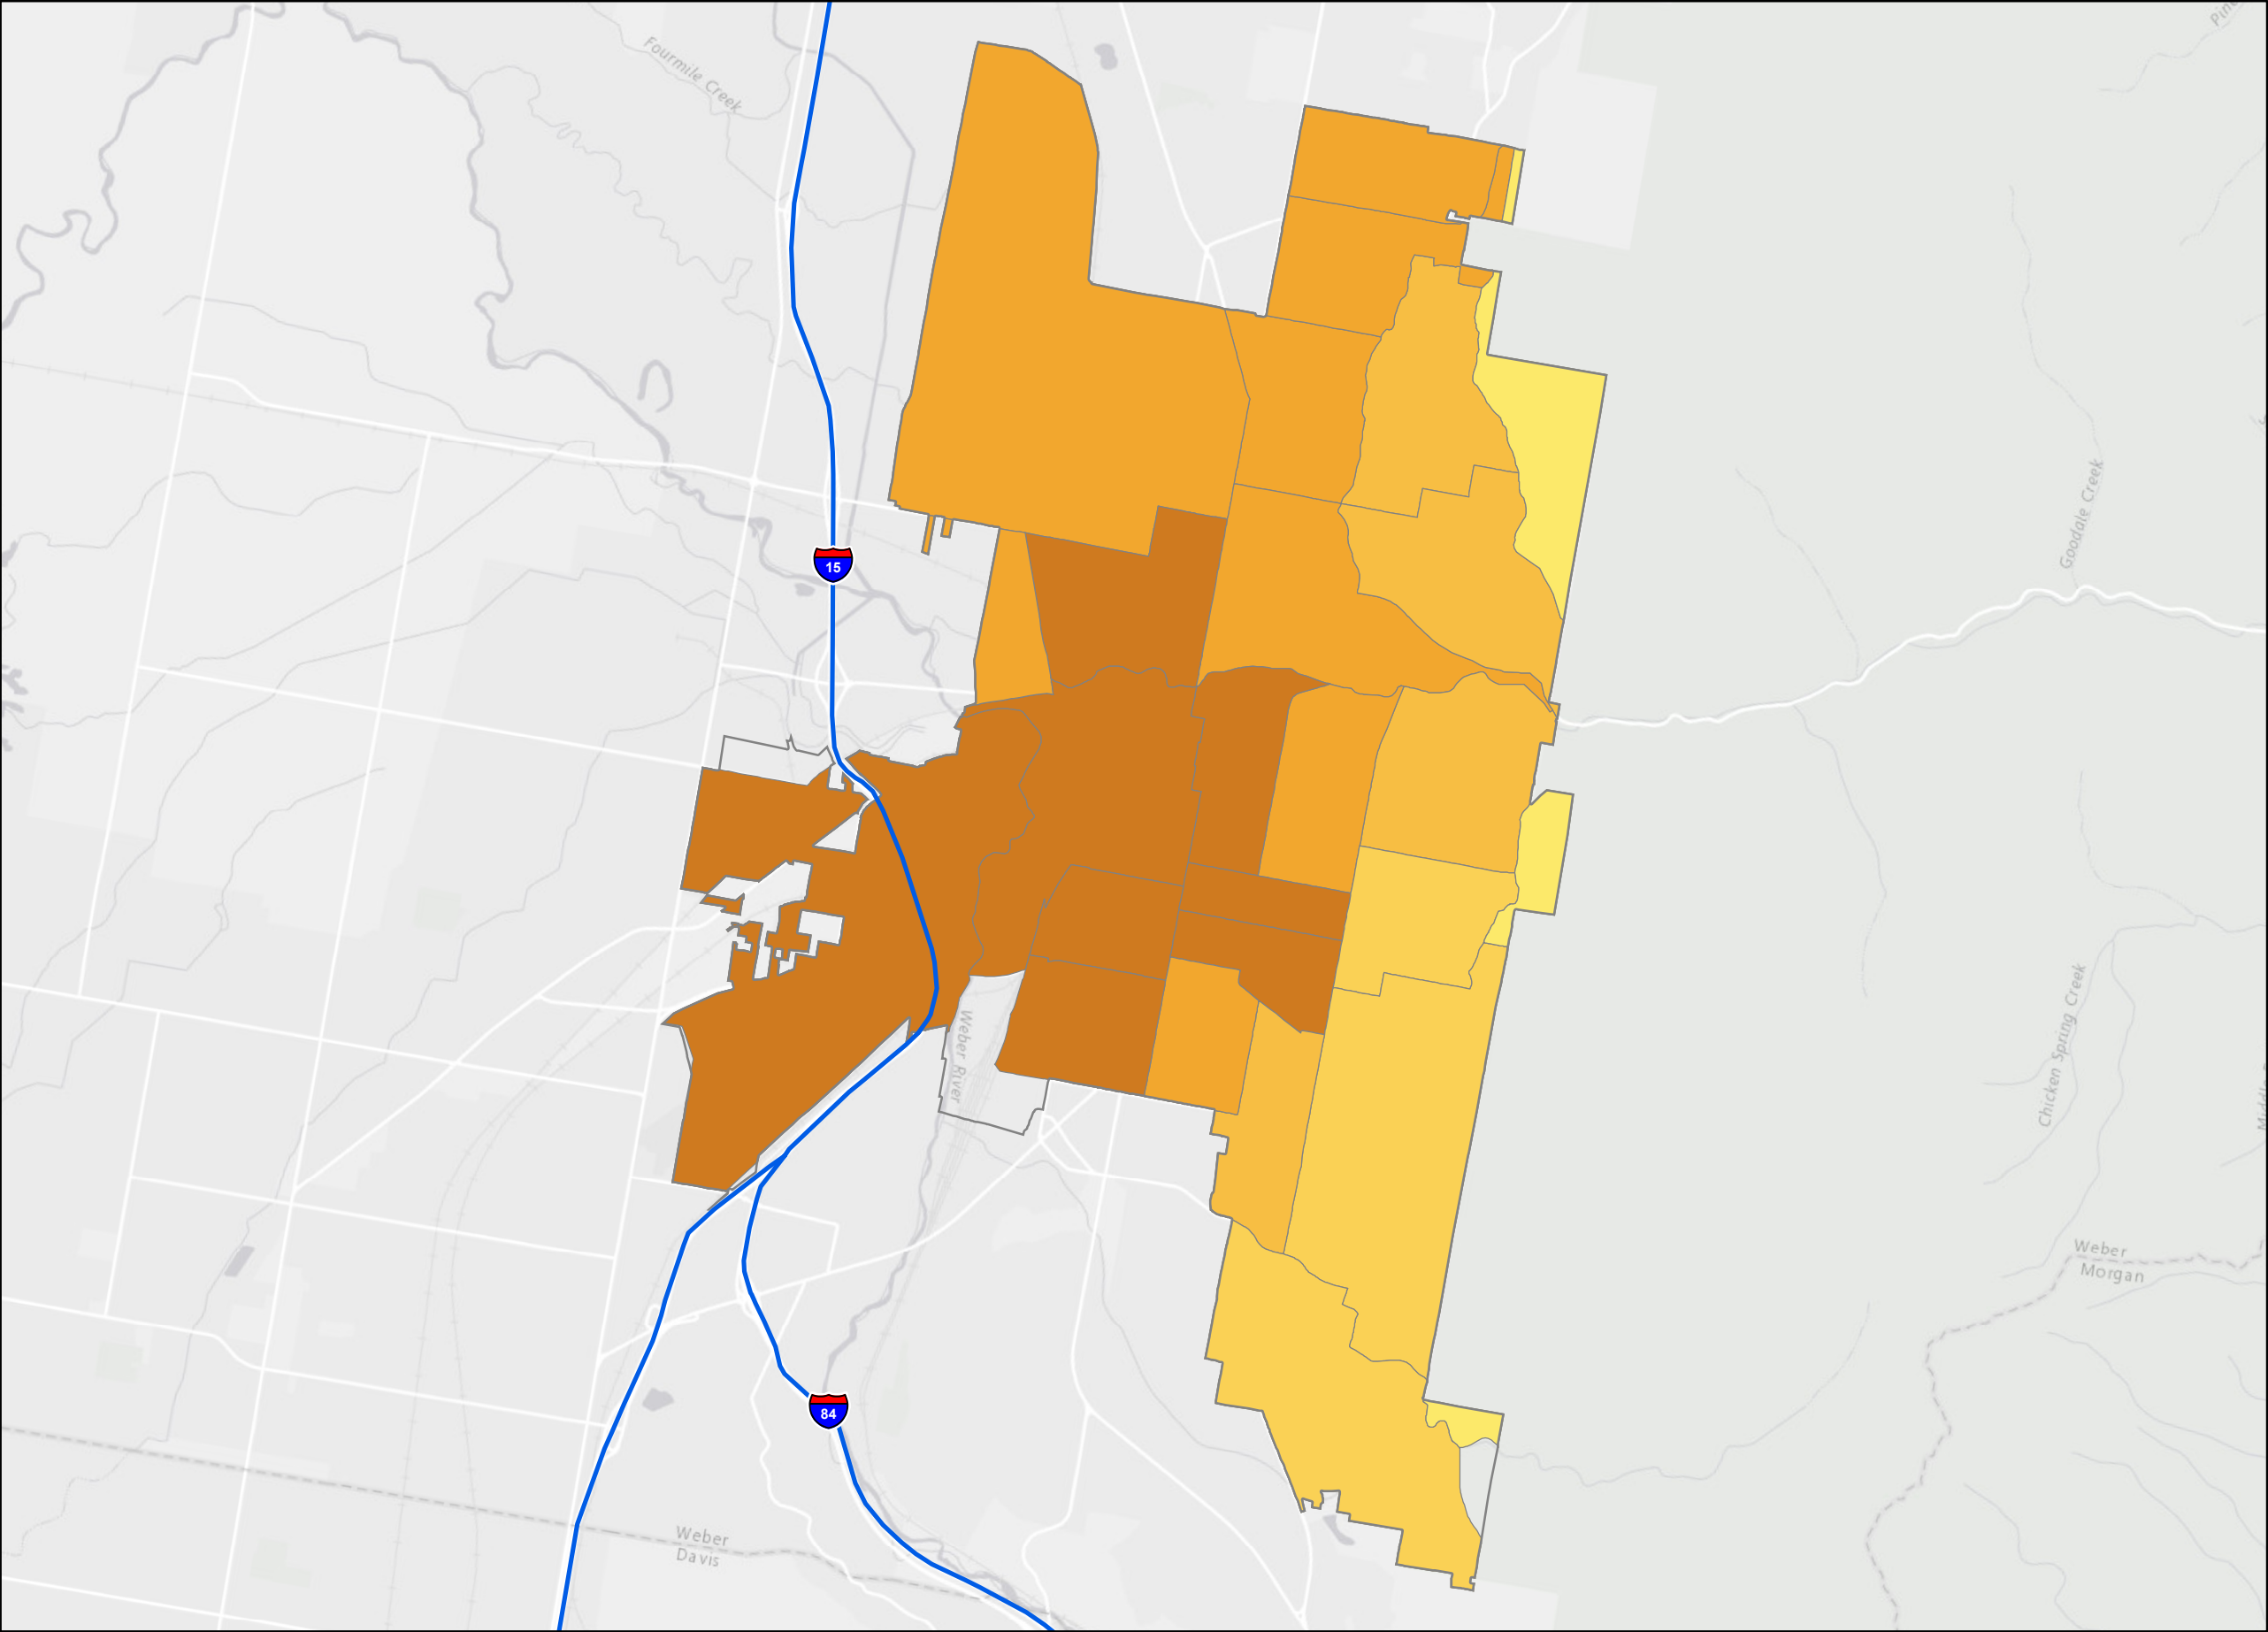 Fourmile Creek
15
Goodale Creek
Weber River
Chicken Spring Creek
Weber
Morgan
84
Weber
Davis